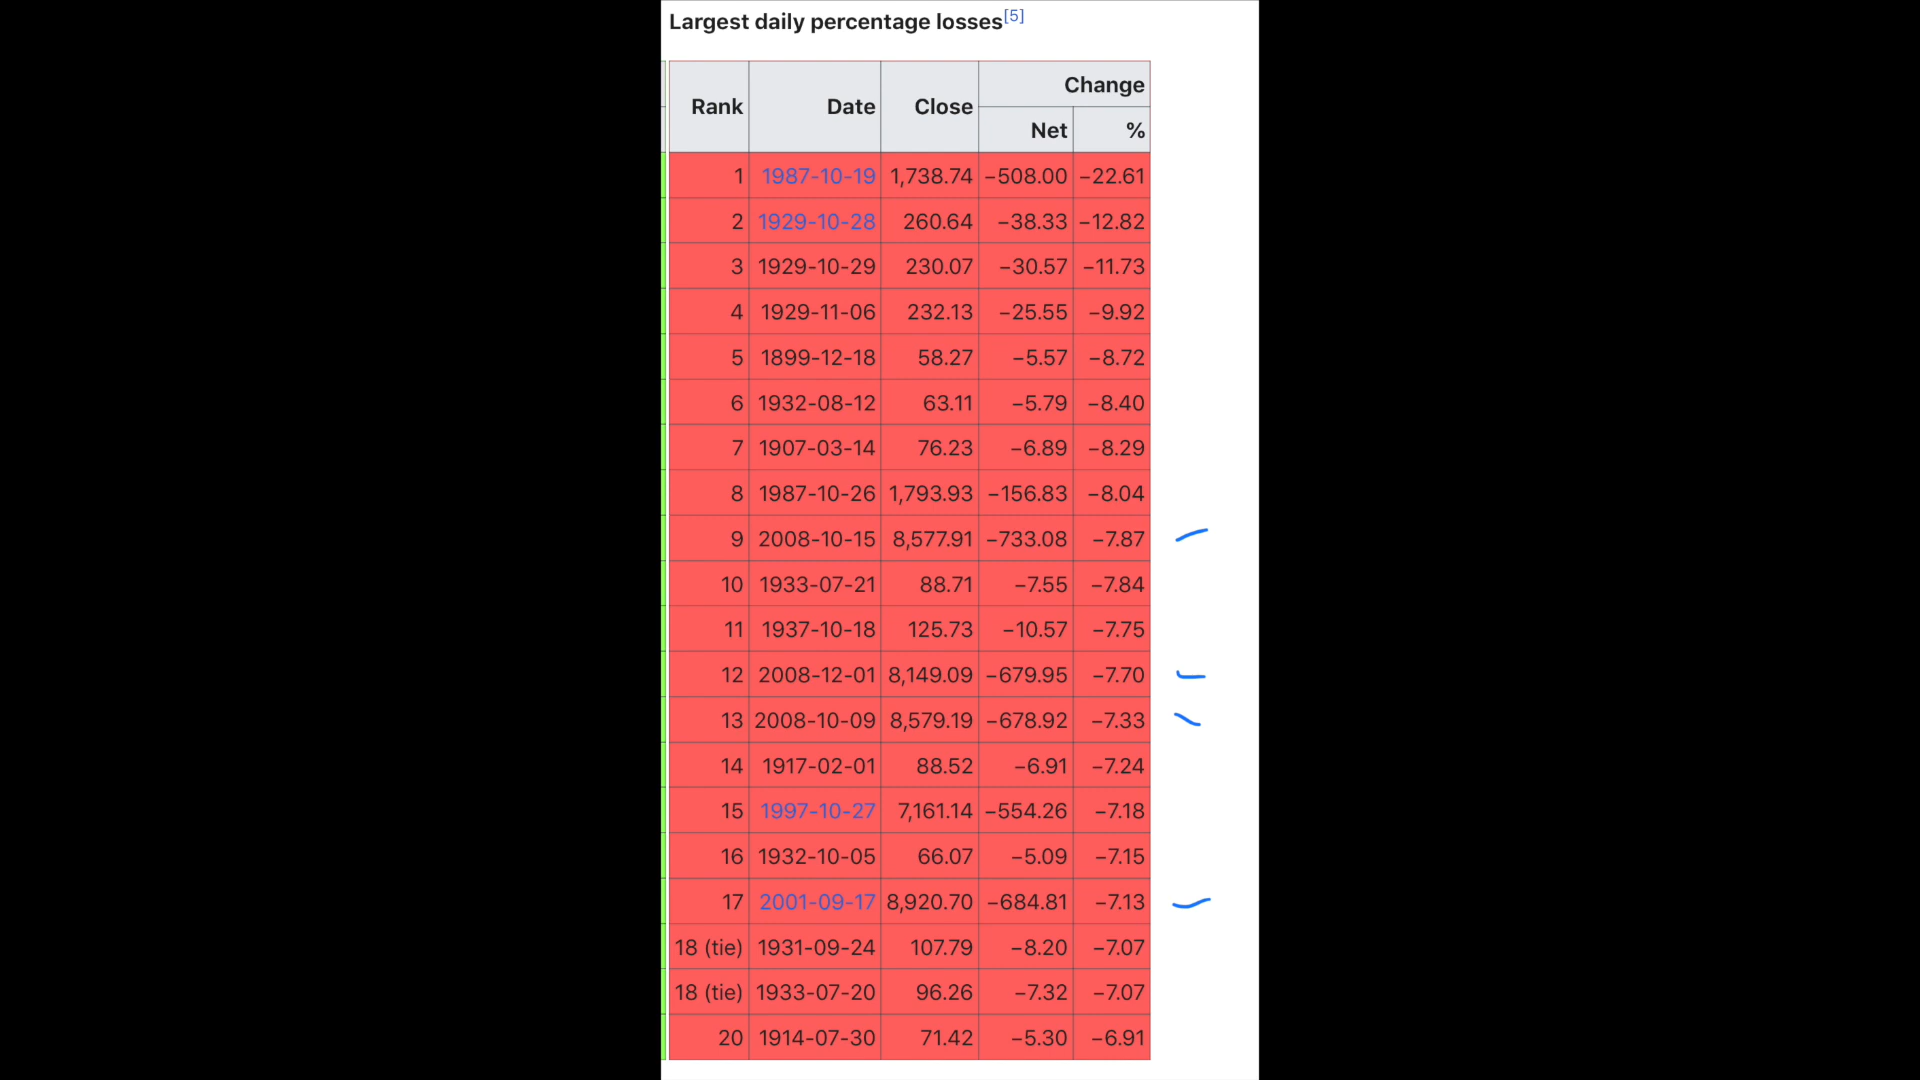 Largest daily percentage losses[5]
Rank Date Close Change
Net %
1 1987-10-19 1,738.74 −508.00 −22.61
2 1929-10-28 260.64 −38.33 −12.82
3 1929-10-29 230.07 −30.57 −11.73
4 1929-11-06 232.13 −25.55 −9.92
5 1899-12-18 58.27 −5.57 −8.72
6 1932-08-12 63.11 −5.79 −8.40
7 1907-03-14 76.23 −6.89 −8.29
8 1987-10-26 1,793.93 −156.83 −8.04
9 2008-10-15 8,577.91 −733.08 −7.87
10 1933-07-21 88.71 −7.55 −7.84
11 1937-10-18 125.73 −10.57 −7.75
12 2008-12-01 8,149.09 −679.95 −7.70
13 2008-10-09 8,579.19 −678.92 −7.33
14 1917-02-01 88.52 −6.91 −7.24
15 1997-10-27 7,161.14 −554.26 −7.18
16 1932-10-05 66.07 −5.09 −7.15
17 2001-09-17 8,920.70 −684.81 −7.13
18 (tie) 1931-09-24 107.79 −8.20 −7.07
18 (tie) 1933-07-20 96.26 −7.32 −7.07
20 1914-07-30 71.42 −5.30 −6.91